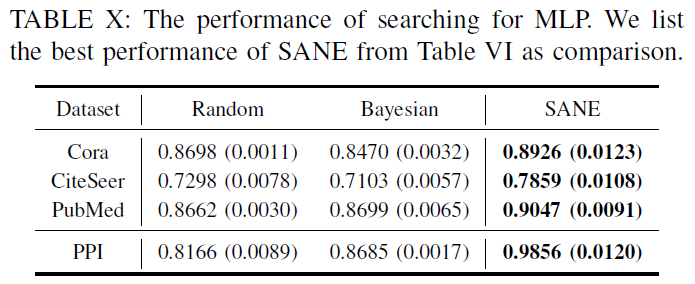 TABLE X: The performance of searching for MLP. We list
the best performance of SANE from Table VI as comparison.
Dataset Random Bayesian SANE
Cora 0.8698 (0.0011) 0.8470 (0.0032) 0.8926 (0.0123)
CiteSeer 0.7298 (0.0078) 0.7103 (0.0057) 0.7859 (0.0108)
PubMed 0.8662 (0.0030) 0.8699 (0.0065) 0.9047 (0.0091)
PPI 0.8166 (0.0089) 0.8685 (0.0017) 0.9856 (0.0120)